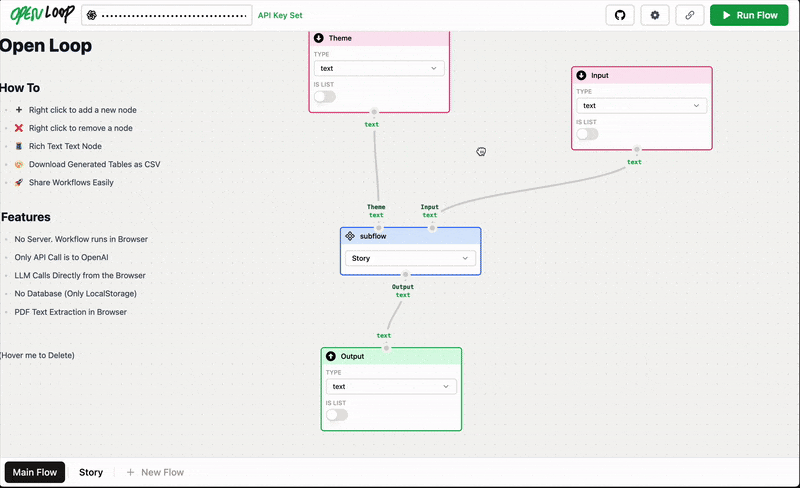 OPEN LOOP
API Key Set
Run Flow
Open Loop
How To
Right click to add a new node
Right click to remove a node
Rich Text Text Node
Download Generated Tables as CSV
Share Workflows Easily
Features
No Server. Workflow runs in Browser
Only API Call is to OpenAI
LLM Calls Directly from the Browser
No Database (Only LocalStorage)
PDF Text Extraction in Browser
(Hover me to Delete)
Theme
TYPE
text
IS LIST
text
Input
TYPE
text
IS LIST
text
Theme
text
Input
text
subflow
Story
Output
text
text
Output
TYPE
text
IS LIST
Main Flow
Story
+ New Flow